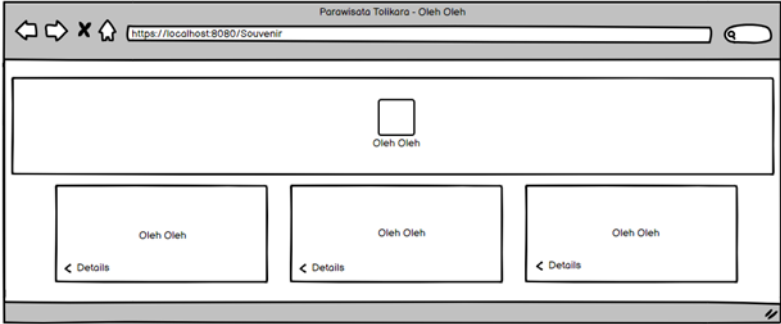 Parawisata Tolikara - Oleh Oleh
https://localhost:8080/Souvenir
Oleh Oleh
Oleh Oleh
Oleh Oleh
Oleh Oleh
Details
Details
Details